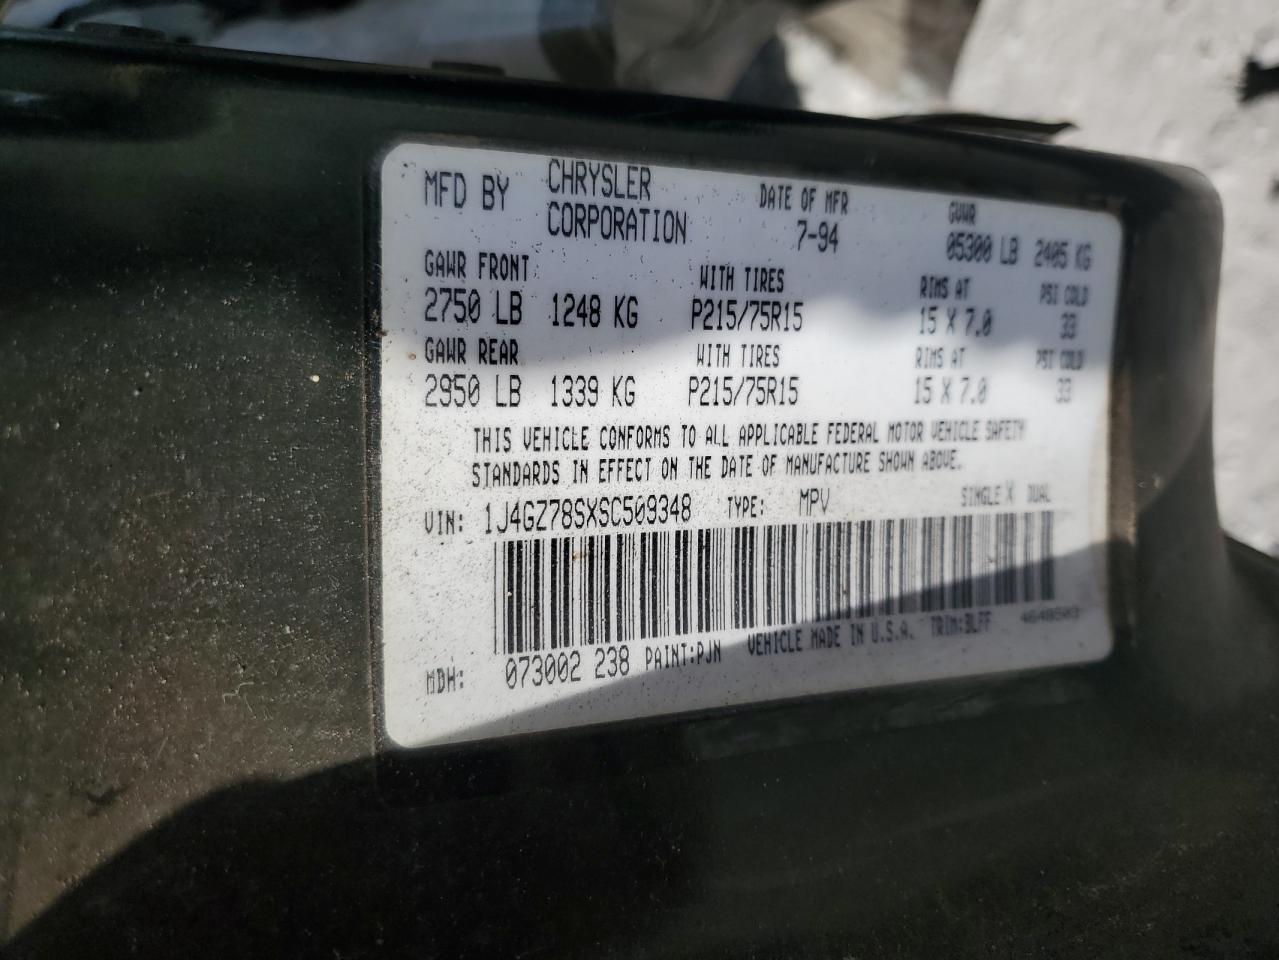 MFD BY CHRYSLER CORPORATION DATE OF MFR 7-94 GVWR 05300 LB 2405 KG
GAWR FRONT WITH TIRES RIMS AT PSI COLD
2750 LB 1248 KG P215/75R15 15 X 7.0 33
GAWR REAR WITH TIRES RIMS AT PSI COLD
2950 LB 1339 KG P215/75R15 15 X 7.0 33
THIS VEHICLE CONFORMS TO ALL APPLICABLE FEDERAL MOTOR VEHICLE SAFETY
STANDARDS IN EFFECT ON THE DATE OF MANUFACTURE SHOWN ABOVE.
VIN: 1J4GZ78SXSC509348 TYPE: MPV SINGLE X DUAL
MDH: 073002 238 PAINT:PJN VEHICLE MADE IN U.S.A. TRIM:BLFF